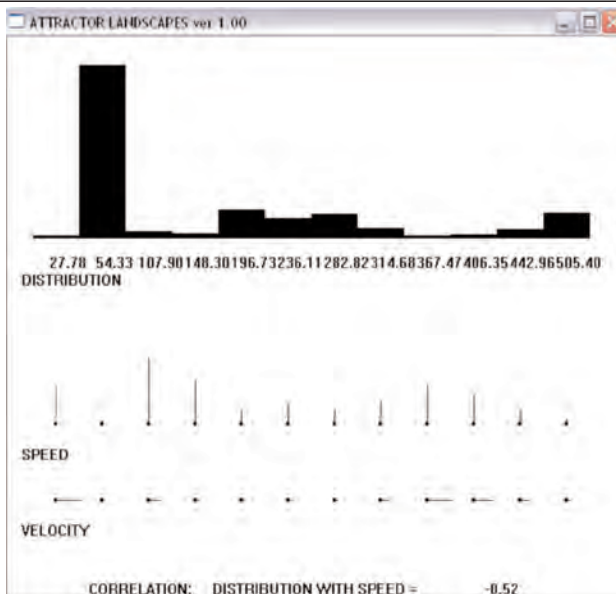 ATTRACTOR LANDSCAPES ver 1.00
27.78 54.33 107.90 148.30 196.73 236.11 282.82 314.68 367.47 406.35 442.96 505.40
DISTRIBUTION
SPEED
VELOCITY
CORRELATION: DISTRIBUTION WITH SPEED = -0.52